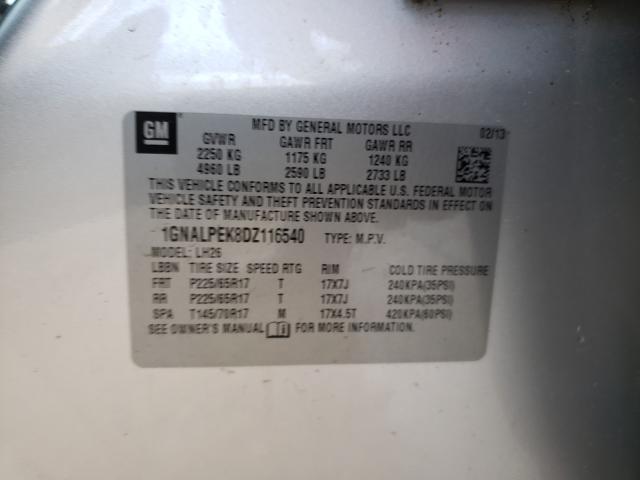 GM
MFD BY GENERAL MOTORS LLC 02/13
GVWR GAWR FRT GAWR RR
2250 KG 1175 KG 1240 KG
4960 LB 2590 LB 2733 LB
THIS VEHICLE CONFORMS TO ALL APPLICABLE U.S. FEDERAL MOTOR
VEHICLE SAFETY AND THEFT PREVENTION STANDARDS IN EFFECT ON
THE DATE OF MANUFACTURE SHOWN ABOVE.
1GNALPEK8DZ116540 TYPE: M.P.V.
MODEL: LH26
LBBN TIRE SIZE SPEED RTG RIM COLD TIRE PRESSURE
FRT P225/65R17 T 17X7J 240KPA(35PSI)
RR P225/65R17 T 17X7J 240KPA(35PSI)
SPA T145/70R17 M 17X4.5T 420KPA(60PSI)
SEE OWNER'S MANUAL FOR MORE INFORMATION.